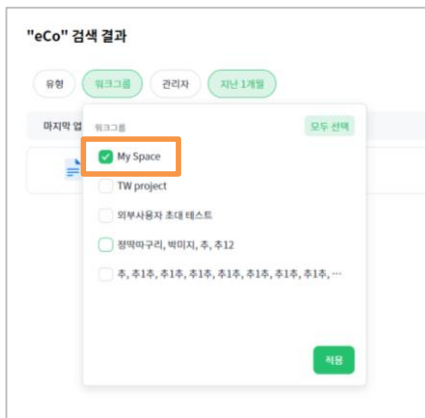 "eCo" 검색 결과
유형 워크그룹 관리자 지난 1개월
마지막 업
워크그룹 모두 선택
My Space
TW project
외부사용자 초대 테스트
청딱따구리, 박미지, 추, 추12
추, 추1추, 추1추, 추1추, 추1추, 추1추, 추1추, 추1추, ···
적용